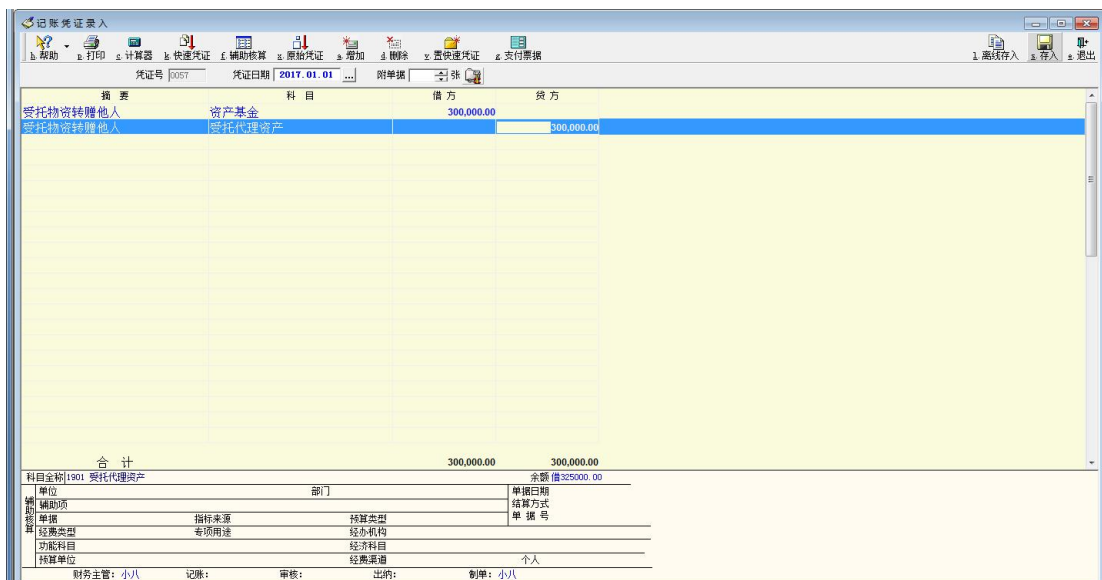 记账凭证录入
h 帮助 p 打印 c 计算器 k 快速凭证 f 辅助核算 x 原始凭证 a 增加 d 删除 v 置快速凭证 z 支付票据 l 离线存入 s 存入 e 退出
凭证号 0057 凭证日期 2017.01.01 ... 附单据 张
摘 要 科 目 借 方 贷 方
受托物资转赠他人 资产基金 300,000.00
受托物资转赠他人 受托代理资产 300,000.00
合 计 300,000.00 300,000.00
科目全称 1901 受托代理资产 余额 借325000.00
辅助核算
单位 部门 单据日期
辅助项 结算方式
单据 指标来源 预算类型 单 据 号
经费类型 专项用途 经办机构
功能科目 经济科目
预算单位 经费渠道 个人
财务主管: 小八 记账: 审核: 出纳: 制单: 小八